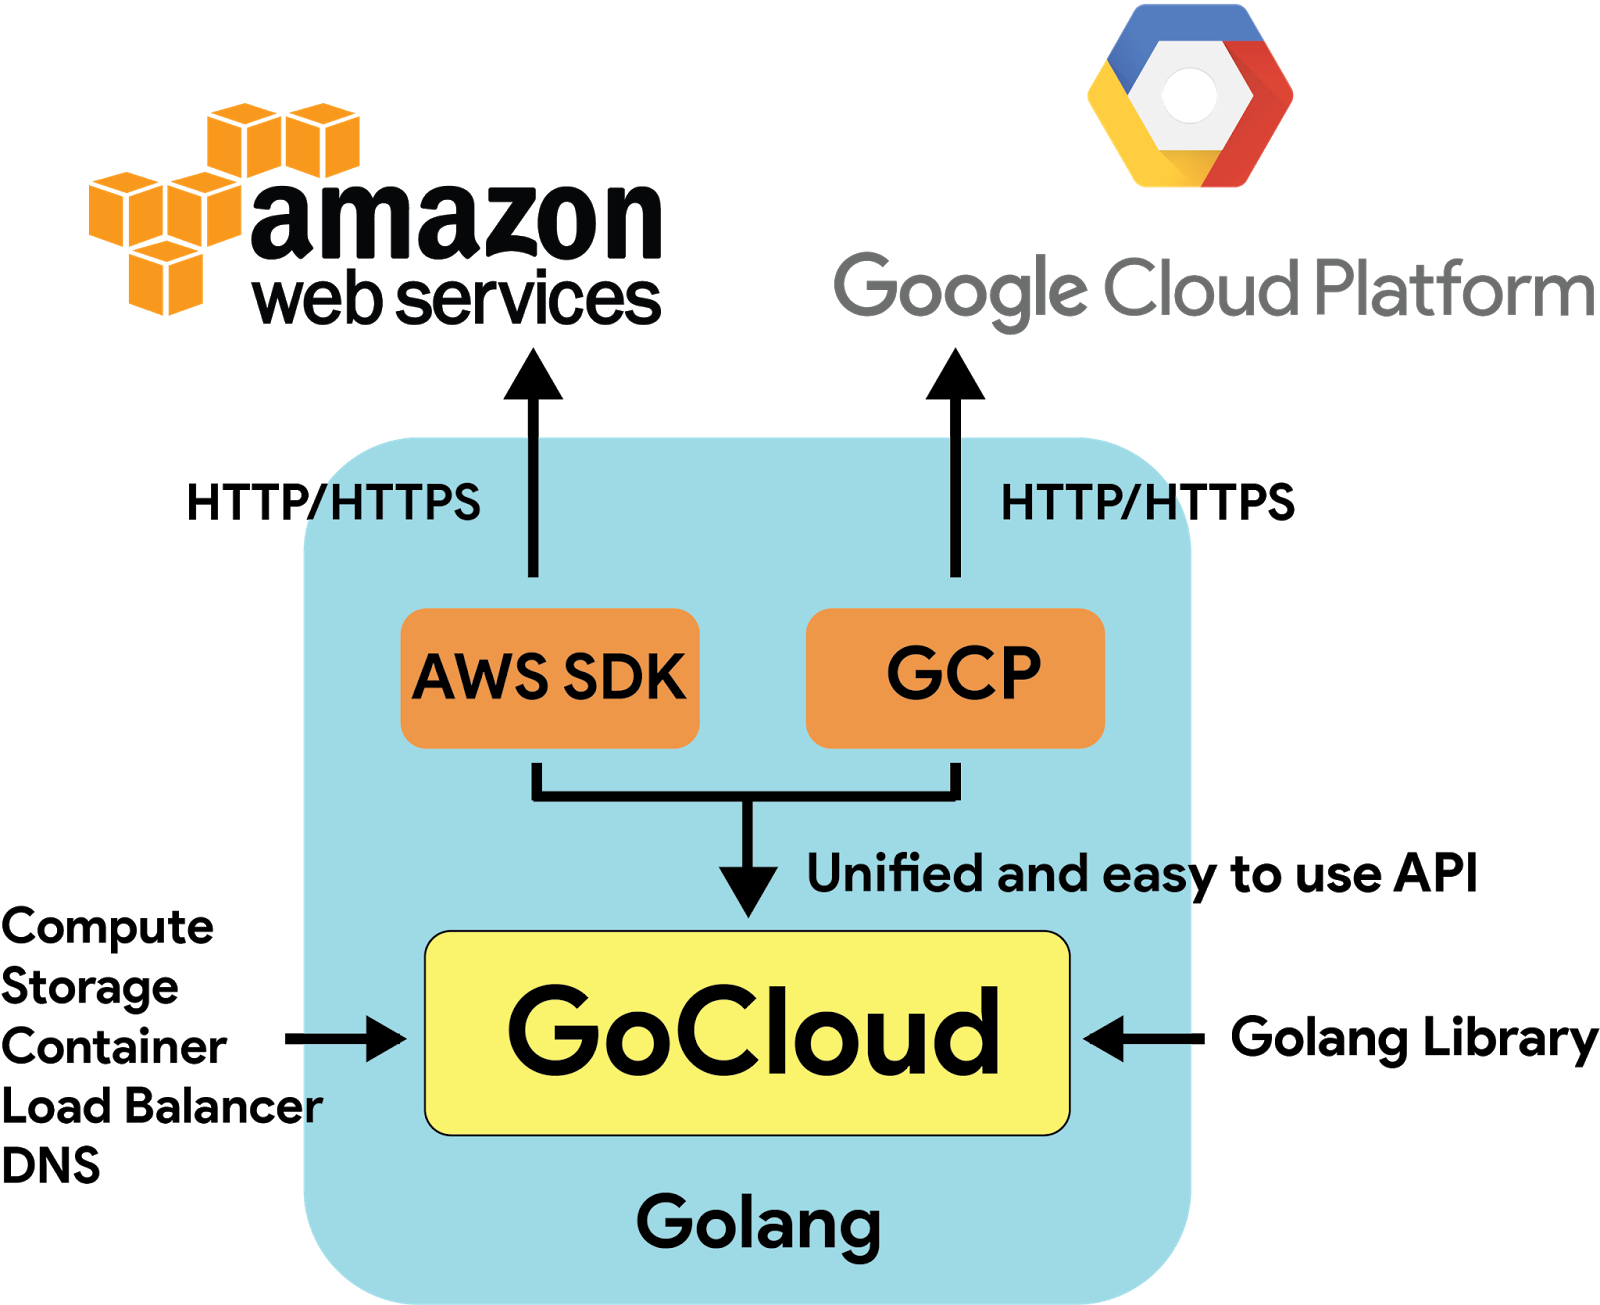 amazon
web services
Google Cloud Platform
HTTP/HTTPS
HTTP/HTTPS
AWS SDK
GCP
Unified and easy to use API
Compute
Storage
Container
Load Balancer
DNS
GoCloud
Golang Library
Golang